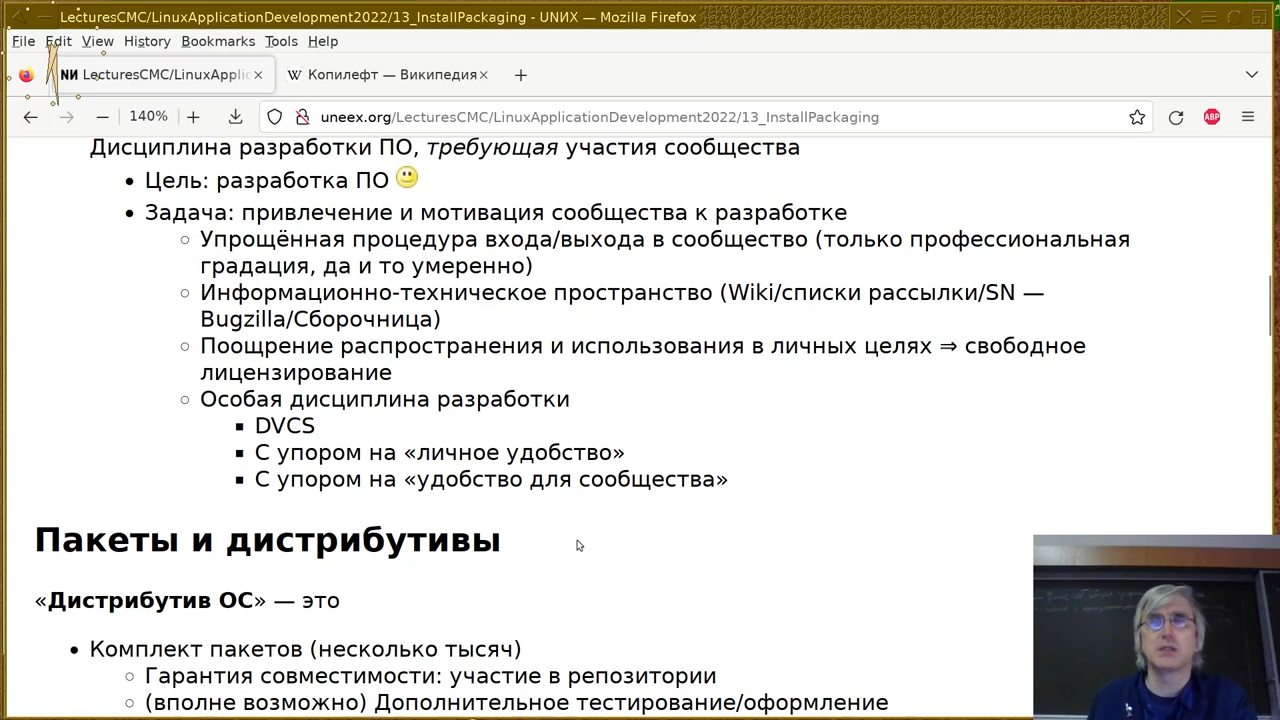 LecturesCMC/LinuxApplicationDevelopment2022/13_InstallPackaging - UNИX — Mozilla Firefox
File Edit View History Bookmarks Tools Help
NИ LecturesCMC/LinuxApplic
Копилефт — Википедия
140%
uneex.org/LecturesCMC/LinuxApplicationDevelopment2022/13_InstallPackaging
ABP
Дисциплина разработки ПО, требующая участия сообщества
• Цель: разработка ПО
• Задача: привлечение и мотивация сообщества к разработке
○ Упрощённая процедура входа/выхода в сообщество (только профессиональная
градация, да и то умеренно)
○ Информационно-техническое пространство (Wiki/списки рассылки/SN —
Bugzilla/Сборочница)
○ Поощрение распространения и использования в личных целях ⇒ свободное
лицензирование
○ Особая дисциплина разработки
▪ DVCS
▪ С упором на «личное удобство»
▪ С упором на «удобство для сообщества»
Пакеты и дистрибутивы
«Дистрибутив ОС» — это
• Комплект пакетов (несколько тысяч)
○ Гарантия совместимости: участие в репозитории
○ (вполне возможно) Дополнительное тестирование/оформление